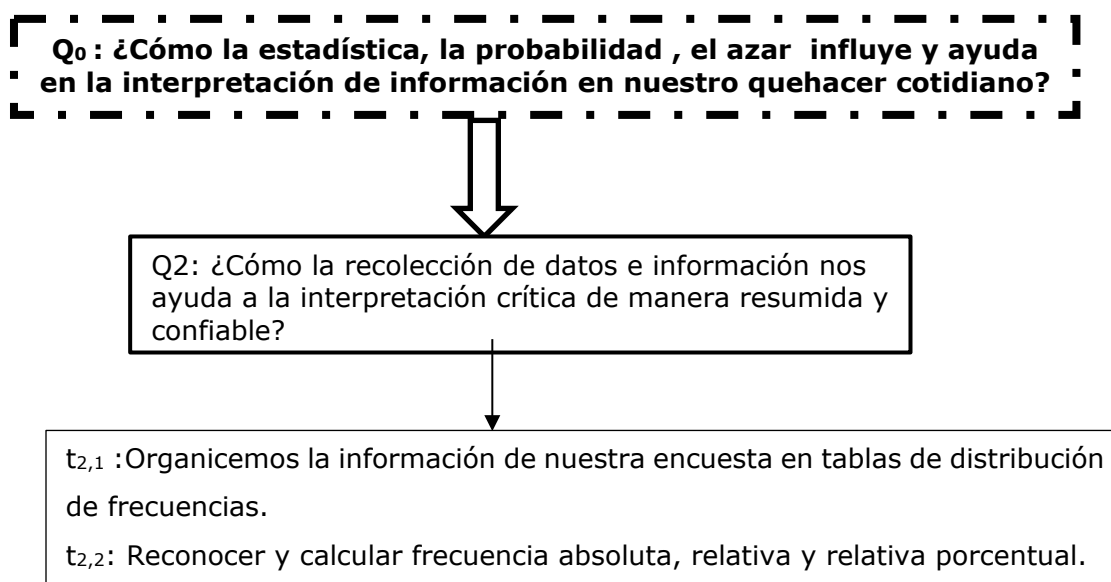 Q₀ : ¿Cómo la estadística, la probabilidad , el azar influye y ayuda
en la interpretación de información en nuestro quehacer cotidiano?
Q2: ¿Cómo la recolección de datos e información nos
ayuda a la interpretación crítica de manera resumida y
confiable?
t₂,₁ :Organicemos la información de nuestra encuesta en tablas de distribución
de frecuencias.
t₂,₂: Reconocer y calcular frecuencia absoluta, relativa y relativa porcentual.